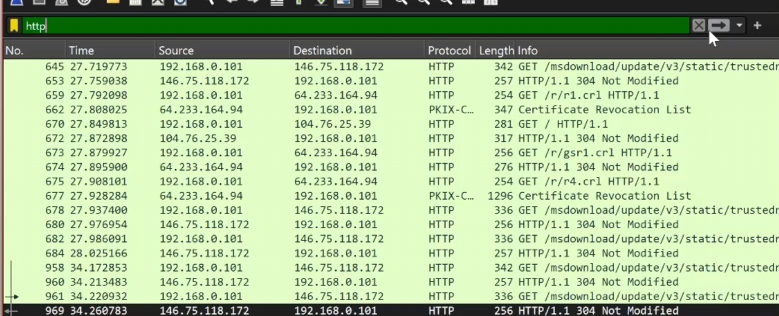 http
No. Time Source Destination Protocol Length Info
645 27.719773 192.168.0.101 146.75.118.172 HTTP 342 GET /msdownload/update/v3/static/trustedr
653 27.759038 146.75.118.172 192.168.0.101 HTTP 257 HTTP/1.1 304 Not Modified
659 27.792098 192.168.0.101 64.233.164.94 HTTP 254 GET /r/r1.crl HTTP/1.1
662 27.808025 64.233.164.94 192.168.0.101 PKIX-C… 347 Certificate Revocation List
670 27.849813 192.168.0.101 104.76.25.39 HTTP 281 GET / HTTP/1.1
672 27.872898 104.76.25.39 192.168.0.101 HTTP 317 HTTP/1.1 304 Not Modified
673 27.879927 192.168.0.101 64.233.164.94 HTTP 256 GET /r/gsr1.crl HTTP/1.1
674 27.895900 64.233.164.94 192.168.0.101 HTTP 276 HTTP/1.1 304 Not Modified
675 27.908101 192.168.0.101 64.233.164.94 HTTP 254 GET /r/r4.crl HTTP/1.1
677 27.928284 64.233.164.94 192.168.0.101 PKIX-C… 1296 Certificate Revocation List
678 27.937400 192.168.0.101 146.75.118.172 HTTP 336 GET /msdownload/update/v3/static/trustedr
680 27.976954 146.75.118.172 192.168.0.101 HTTP 256 HTTP/1.1 304 Not Modified
682 27.986091 192.168.0.101 146.75.118.172 HTTP 336 GET /msdownload/update/v3/static/trustedr
684 28.025166 146.75.118.172 192.168.0.101 HTTP 256 HTTP/1.1 304 Not Modified
958 34.172853 192.168.0.101 146.75.118.172 HTTP 342 GET /msdownload/update/v3/static/trustedr
960 34.213483 146.75.118.172 192.168.0.101 HTTP 257 HTTP/1.1 304 Not Modified
961 34.220932 192.168.0.101 146.75.118.172 HTTP 336 GET /msdownload/update/v3/static/trustedr
969 34.260783 146.75.118.172 192.168.0.101 HTTP 256 HTTP/1.1 304 Not Modified